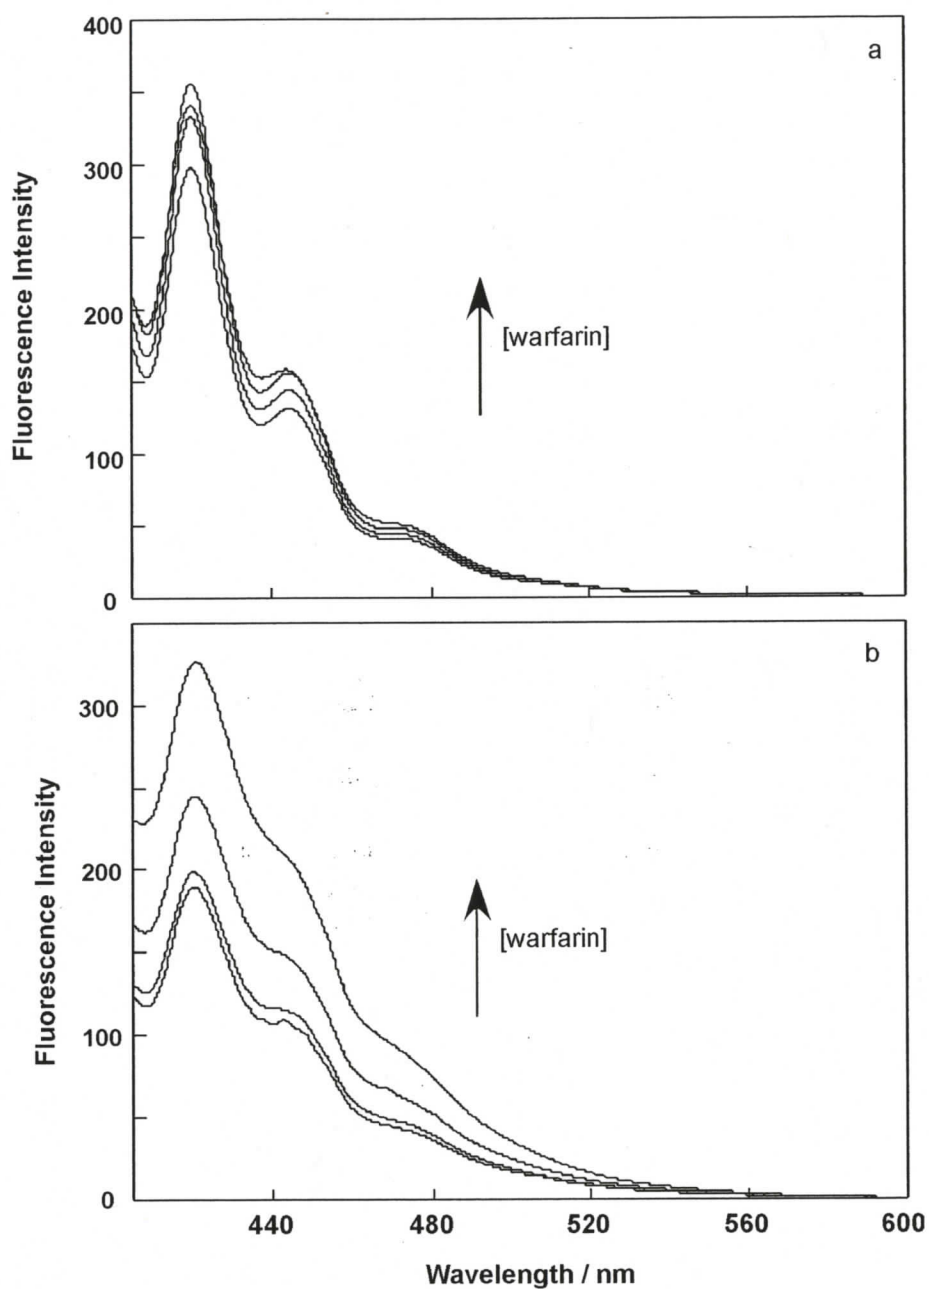 400
a
300
Fluorescence Intensity
200
[warfarin]
100
0
b
300
Fluorescence Intensity
200
[warfarin]
100
0
440 480 520 560 600
Wavelength / nm